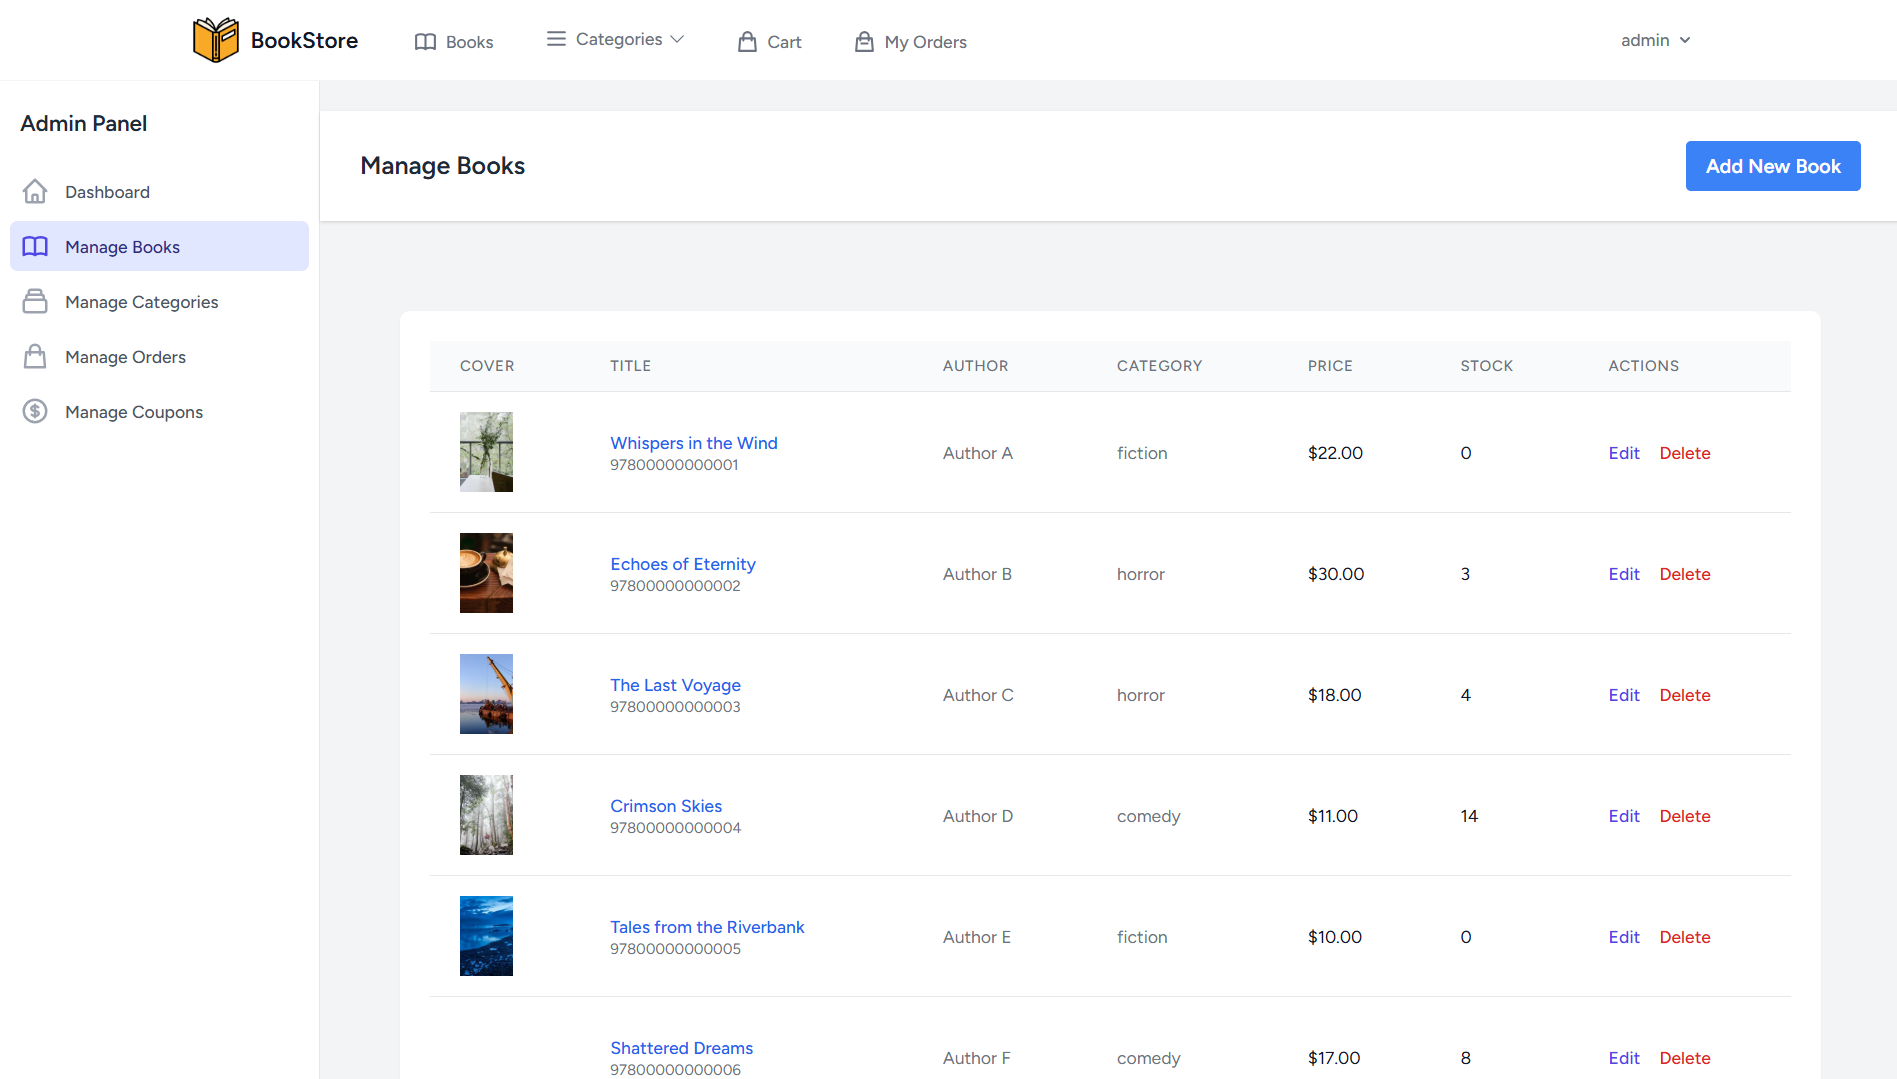 BookStore
Books
Categories
Cart
My Orders
admin
Admin Panel
Dashboard
Manage Books
Manage Categories
Manage Orders
Manage Coupons
Manage Books
Add New Book
COVER TITLE AUTHOR CATEGORY PRICE STOCK ACTIONS
Whispers in the Wind
97800000000001
Author A fiction $22.00 0 Edit Delete
Echoes of Eternity
97800000000002
Author B horror $30.00 3 Edit Delete
The Last Voyage
97800000000003
Author C horror $18.00 4 Edit Delete
Crimson Skies
97800000000004
Author D comedy $11.00 14 Edit Delete
Tales from the Riverbank
97800000000005
Author E fiction $10.00 0 Edit Delete
Shattered Dreams
97800000000006
Author F comedy $17.00 8 Edit Delete